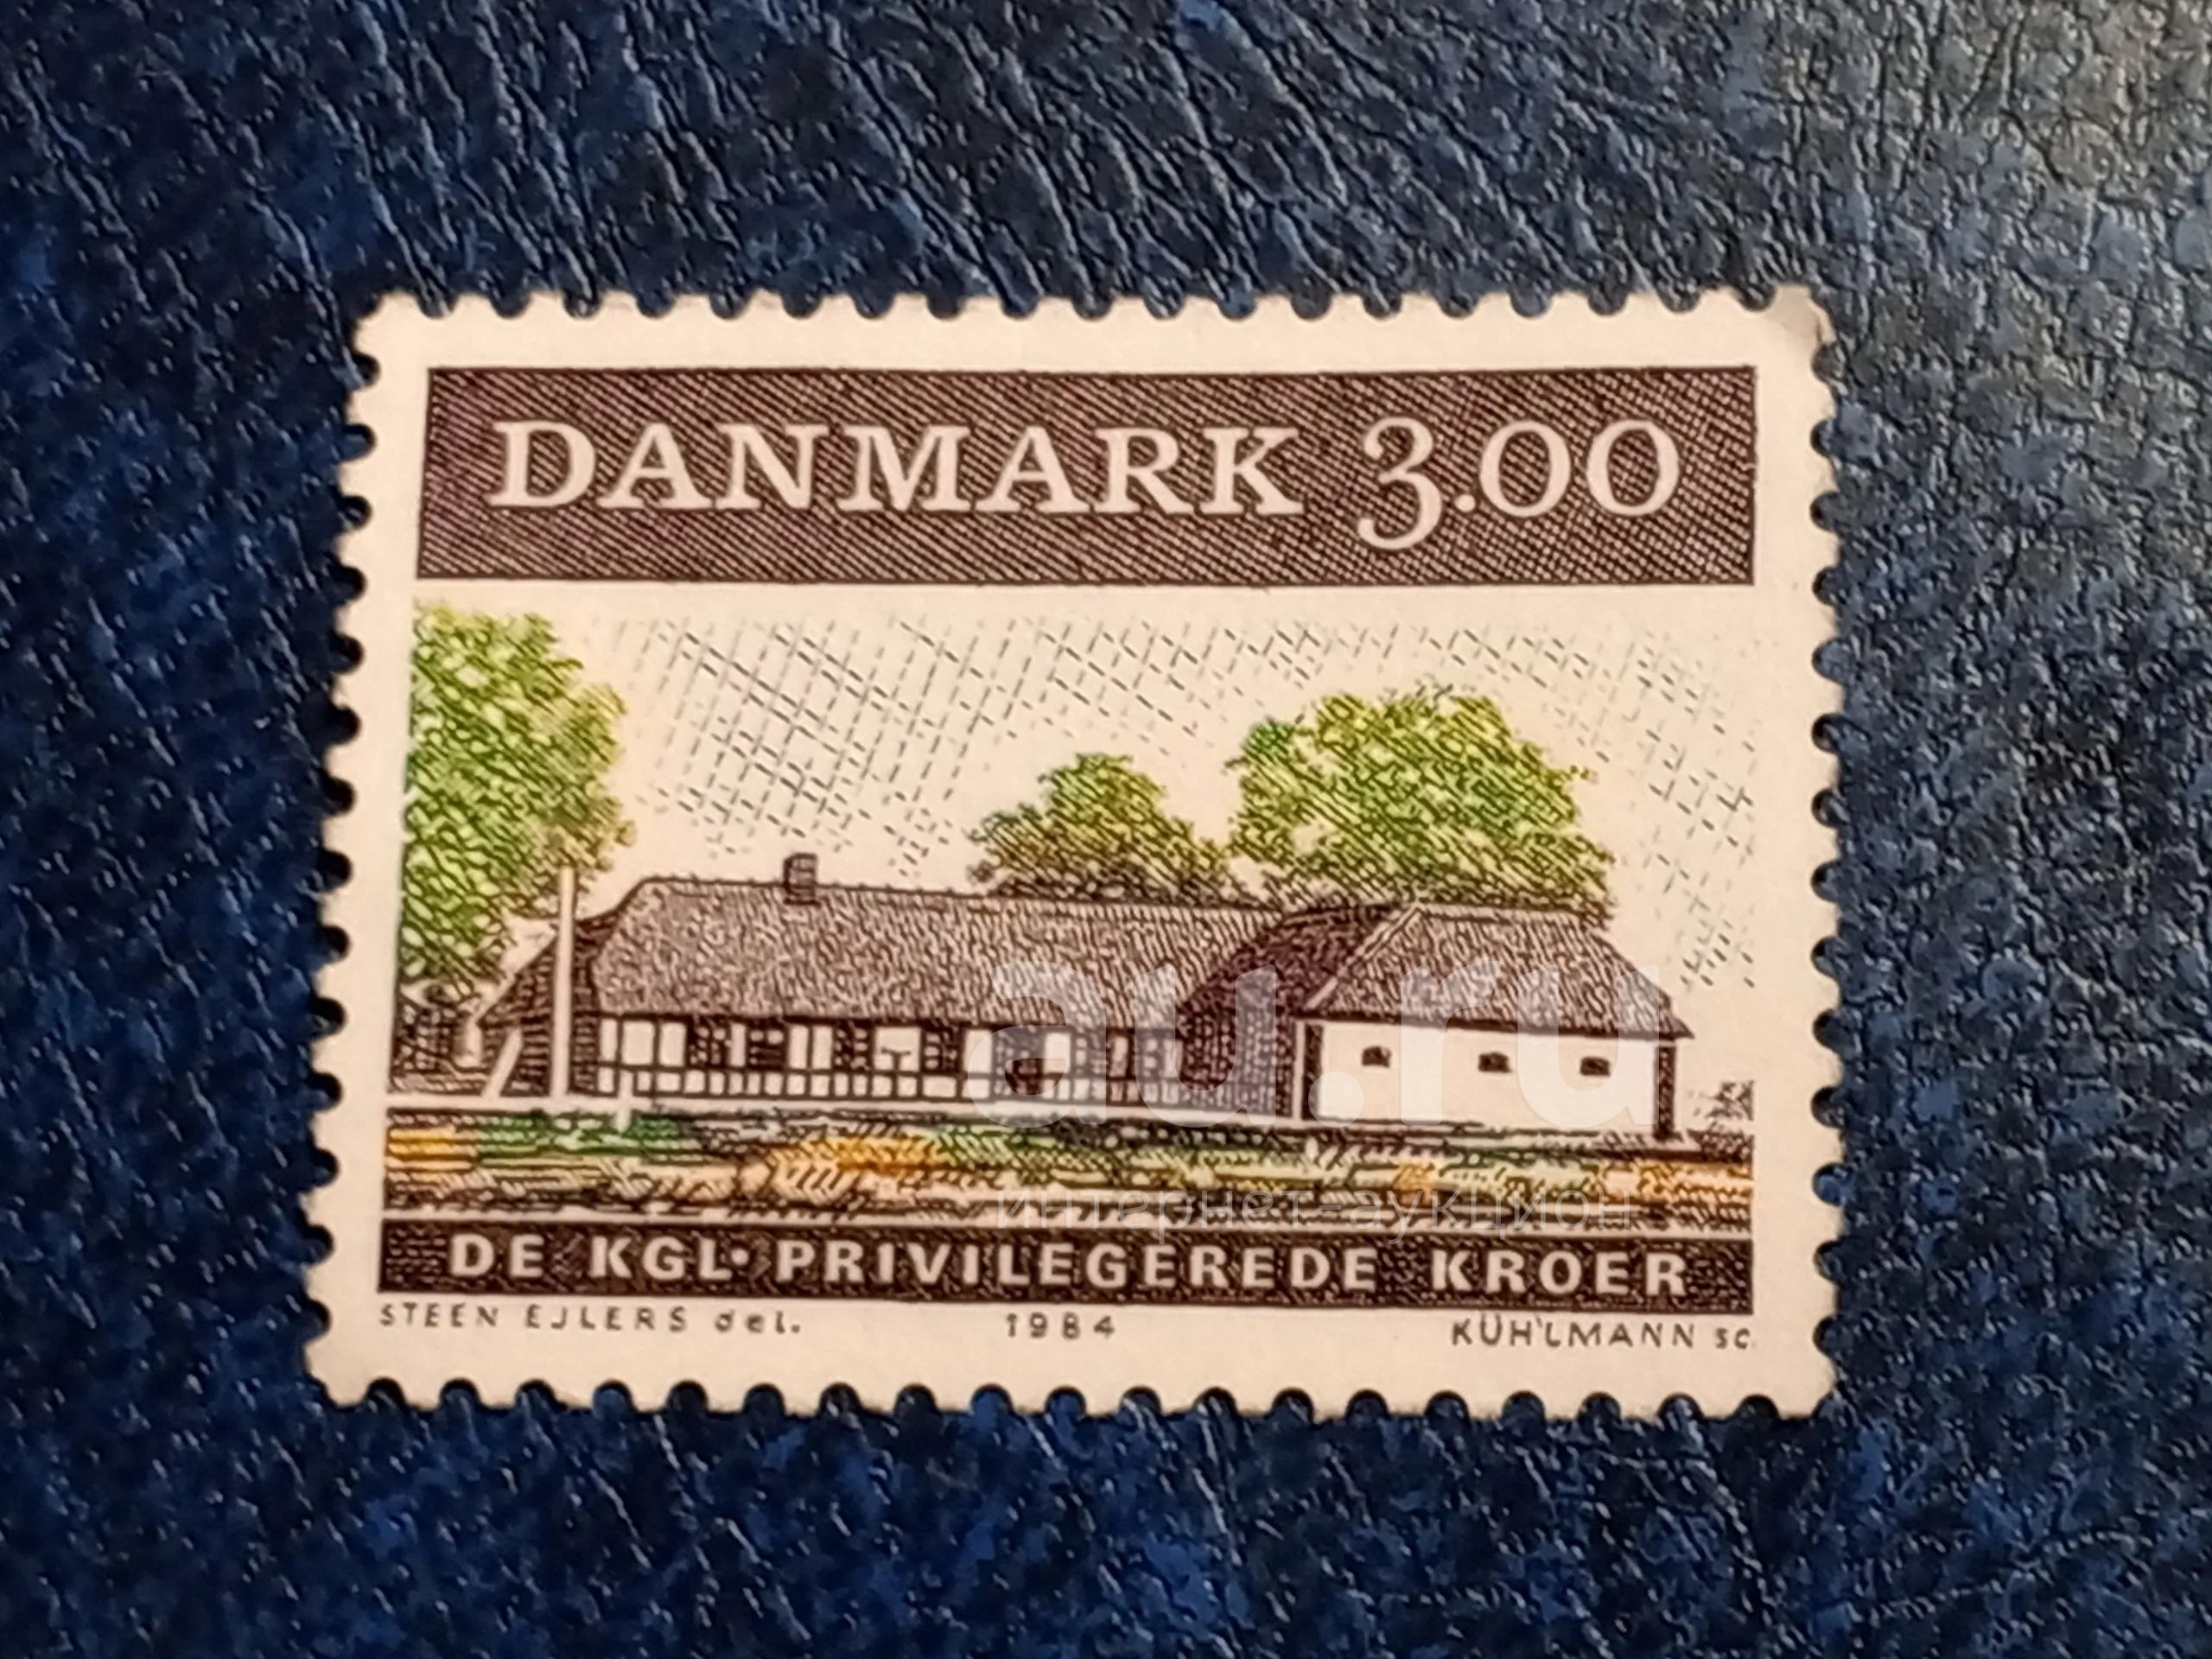 DANMARK 3.00
au.ru
интернет-аукцион
DE KGL. PRIVILEGEREDE KROER
STEEN EJLERS del. 1984 KÜHLMANN sc.